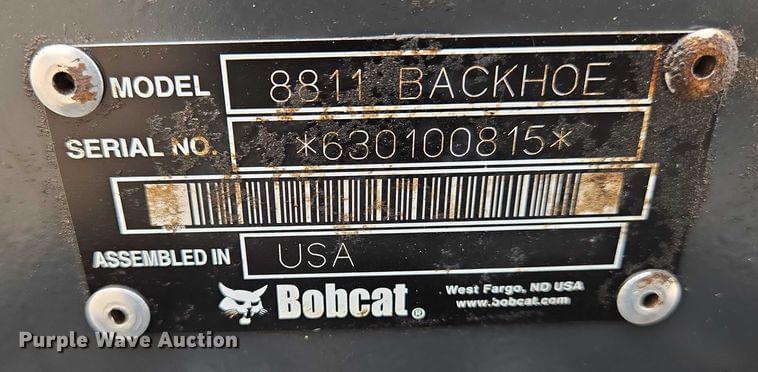 MODEL 8811 BACKHOE
SERIAL NO. *630100815*
ASSEMBLED IN USA
Bobcat®
West Fargo, ND USA
www.bobcat.com
Purple Wave Auction